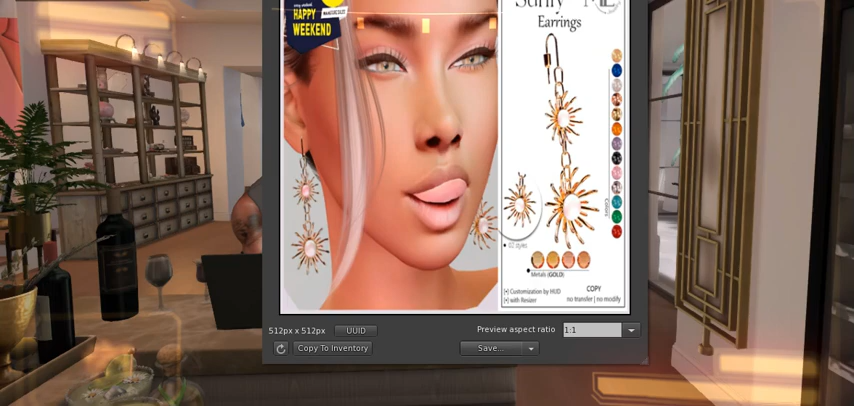 HAPPY
WEEKEND
Earrings
Colors
02 styles
Metals (GOLD)
[+] Customization by HUD
[+] with Resizer
COPY
no transfer | no modify
512px x 512px
UUID
Preview aspect ratio
1:1
Copy To Inventory
Save...